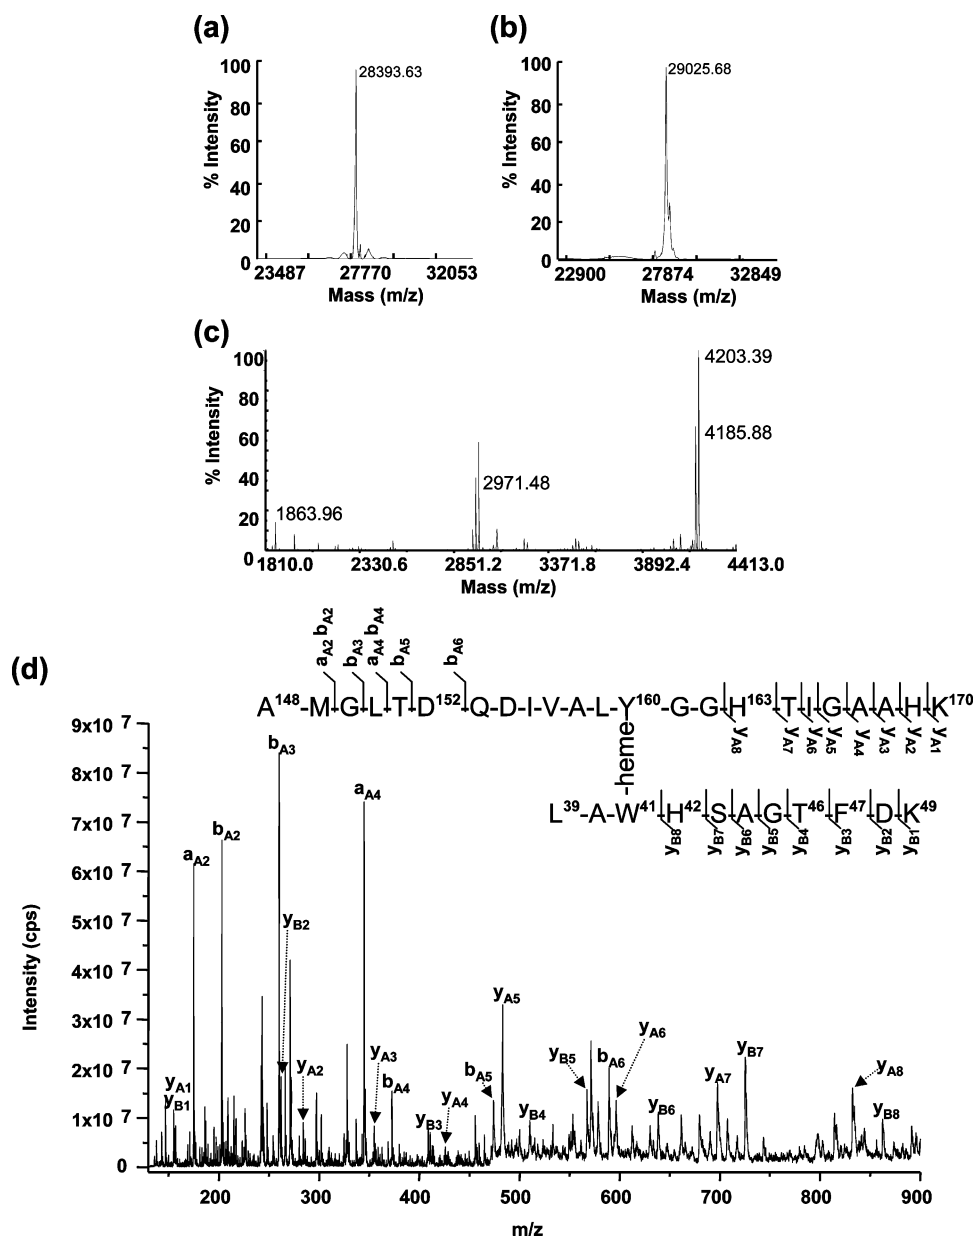 (a)
100
80
60
40
20
0
% Intensity
28393.63
23487 27770 32053
Mass (m/z)
(b)
100
80
60
40
20
0
% Intensity
29025.68
22900 27874 32849
Mass (m/z)
(c)
100
80
60
40
20
0
% Intensity
4203.39
4185.88
2971.48
1863.96
1810.0 2330.6 2851.2 3371.8 3892.4 4413.0
Mass (m/z)
(d)
aA2 bA2 bA3 aA4 bA4 bA5 bA6
A148-M-G-L-T-D152-Q-D-I-V-A-L-Y160-G-G-H163-T-I-G-A-A-H-K170
yA8 yA7 yA6 yA5 yA4 yA3 yA2 yA1
-heme-
L39-A-W41-H42-S-A-G-T46-F47-D-K49
yB8 yB7 yB6 yB5 yB4 yB3 yB2 yB1
9x10 7
8x10 7
7x10 7
6x10 7
5x10 7
4x10 7
3x10 7
2x10 7
1x10 7
0
Intensity (cps)
yA1
yB1
aA2
bA2
bA3
yB2
yA2
aA4
yA3
bA4
yB3
yA4
bA5
yA5
yB4
yB5
bA6
yA6
yB6
yA7
yB7
yA8
yB8
200 300 400 500 600 700 800 900
m/z